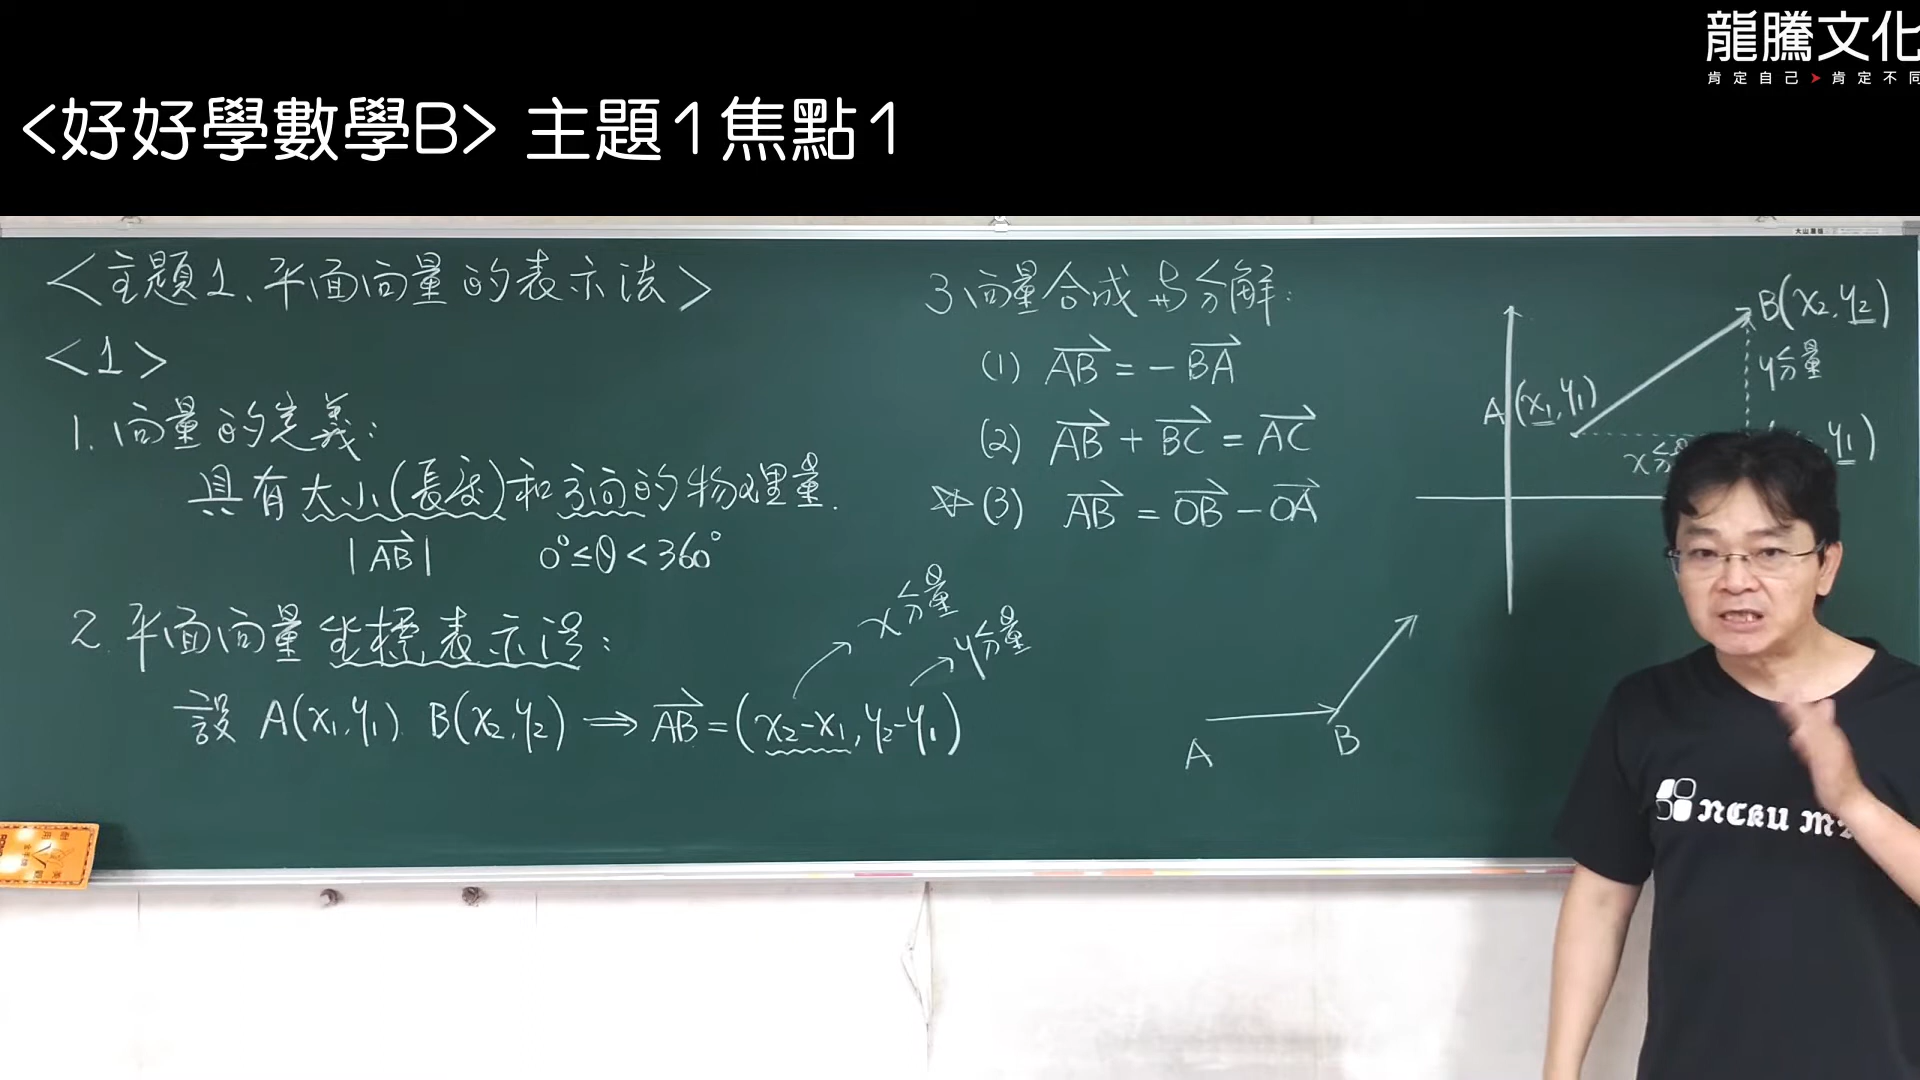 龍騰文化
肯定自己➤肯定不同
<好好學數學B> 主題1焦點1
<主題1、平面向量的表示法>
<1>
1. 向量的定義:
具有大小(長度)和方向的物理量.
|AB| 0°≤θ<360°
2. 平面向量坐標表示法:
x分量
y分量
設 A(x₁,y₁) B(x₂,y₂) ⟹ AB=(x₂-x₁,y₂-y₁)
3.向量合成與分解:
(1) AB = -BA
(2) AB + BC = AC
(3) AB = OB - OA
B(x₂,y₂)
y分量
A(x₁,y₁)
y₁)
A
B
NCKU